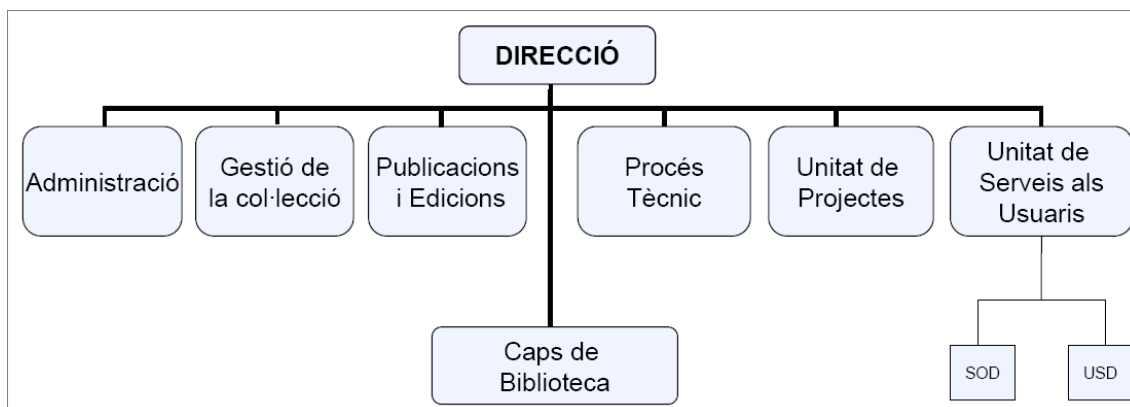 DIRECCIÓ
Administració
Gestió de
la col·lecció
Publicacions
i Edicions
Procés
Tècnic
Unitat de
Projectes
Unitat de
Serveis als
Usuaris
Caps de
Biblioteca
SOD
USD